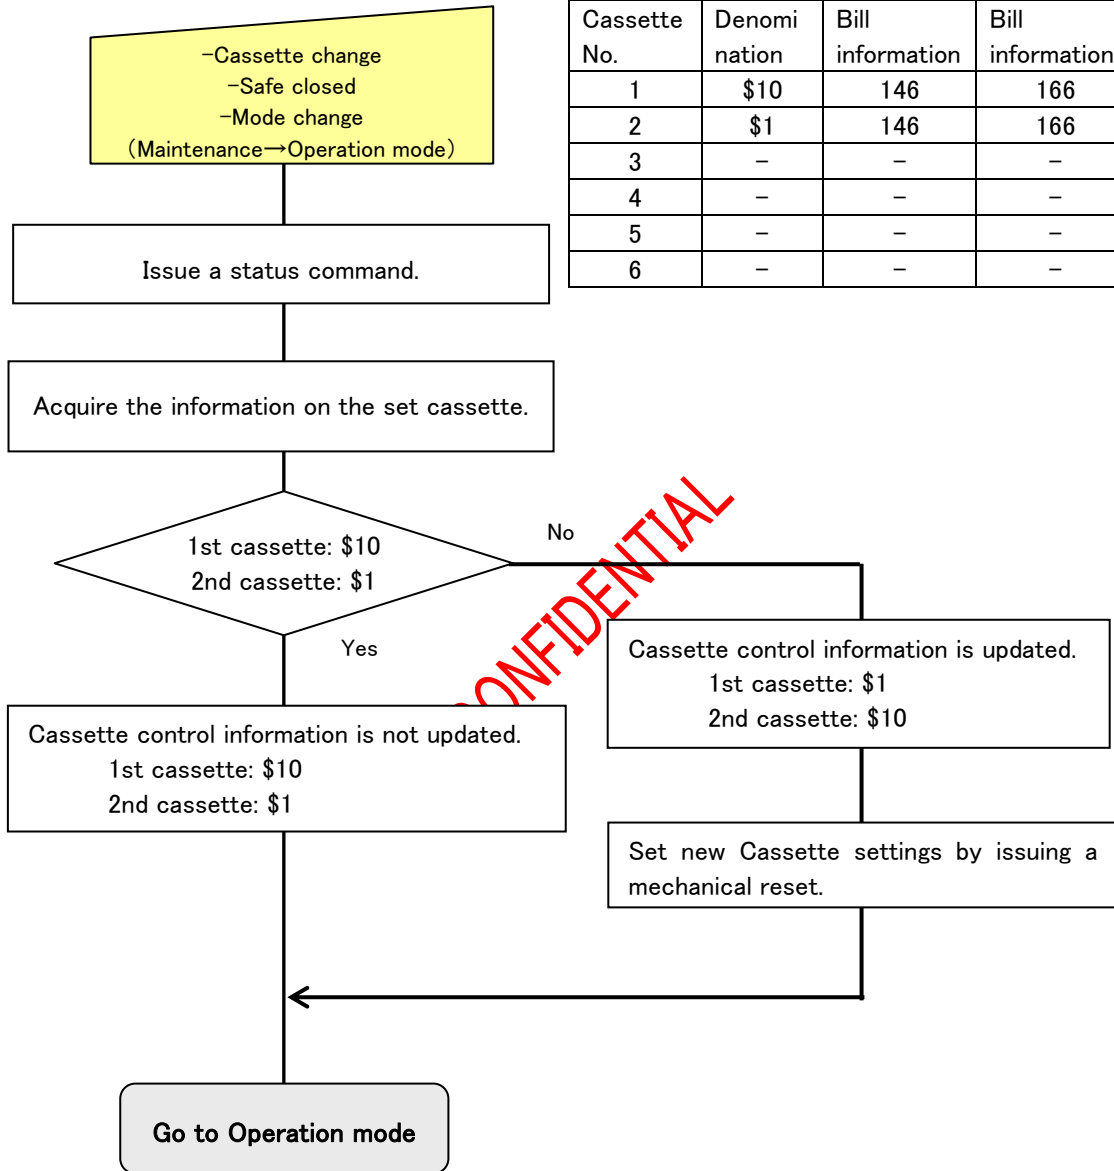 -Cassette change
-Safe closed
-Mode change
(Maintenance→Operation mode)
Cassette No. Denomi nation Bill information Bill information
1 $10 146 166
2 $1 146 166
3 - - -
4 - - -
5 - - -
6 - - -
Issue a status command.
Acquire the information on the set cassette.
1st cassette: $10
2nd cassette: $1
No
Yes
CONFIDENTIAL
Cassette control information is updated.
1st cassette: $1
2nd cassette: $10
Cassette control information is not updated.
1st cassette: $10
2nd cassette: $1
Set new Cassette settings by issuing a
mechanical reset.
Go to Operation mode